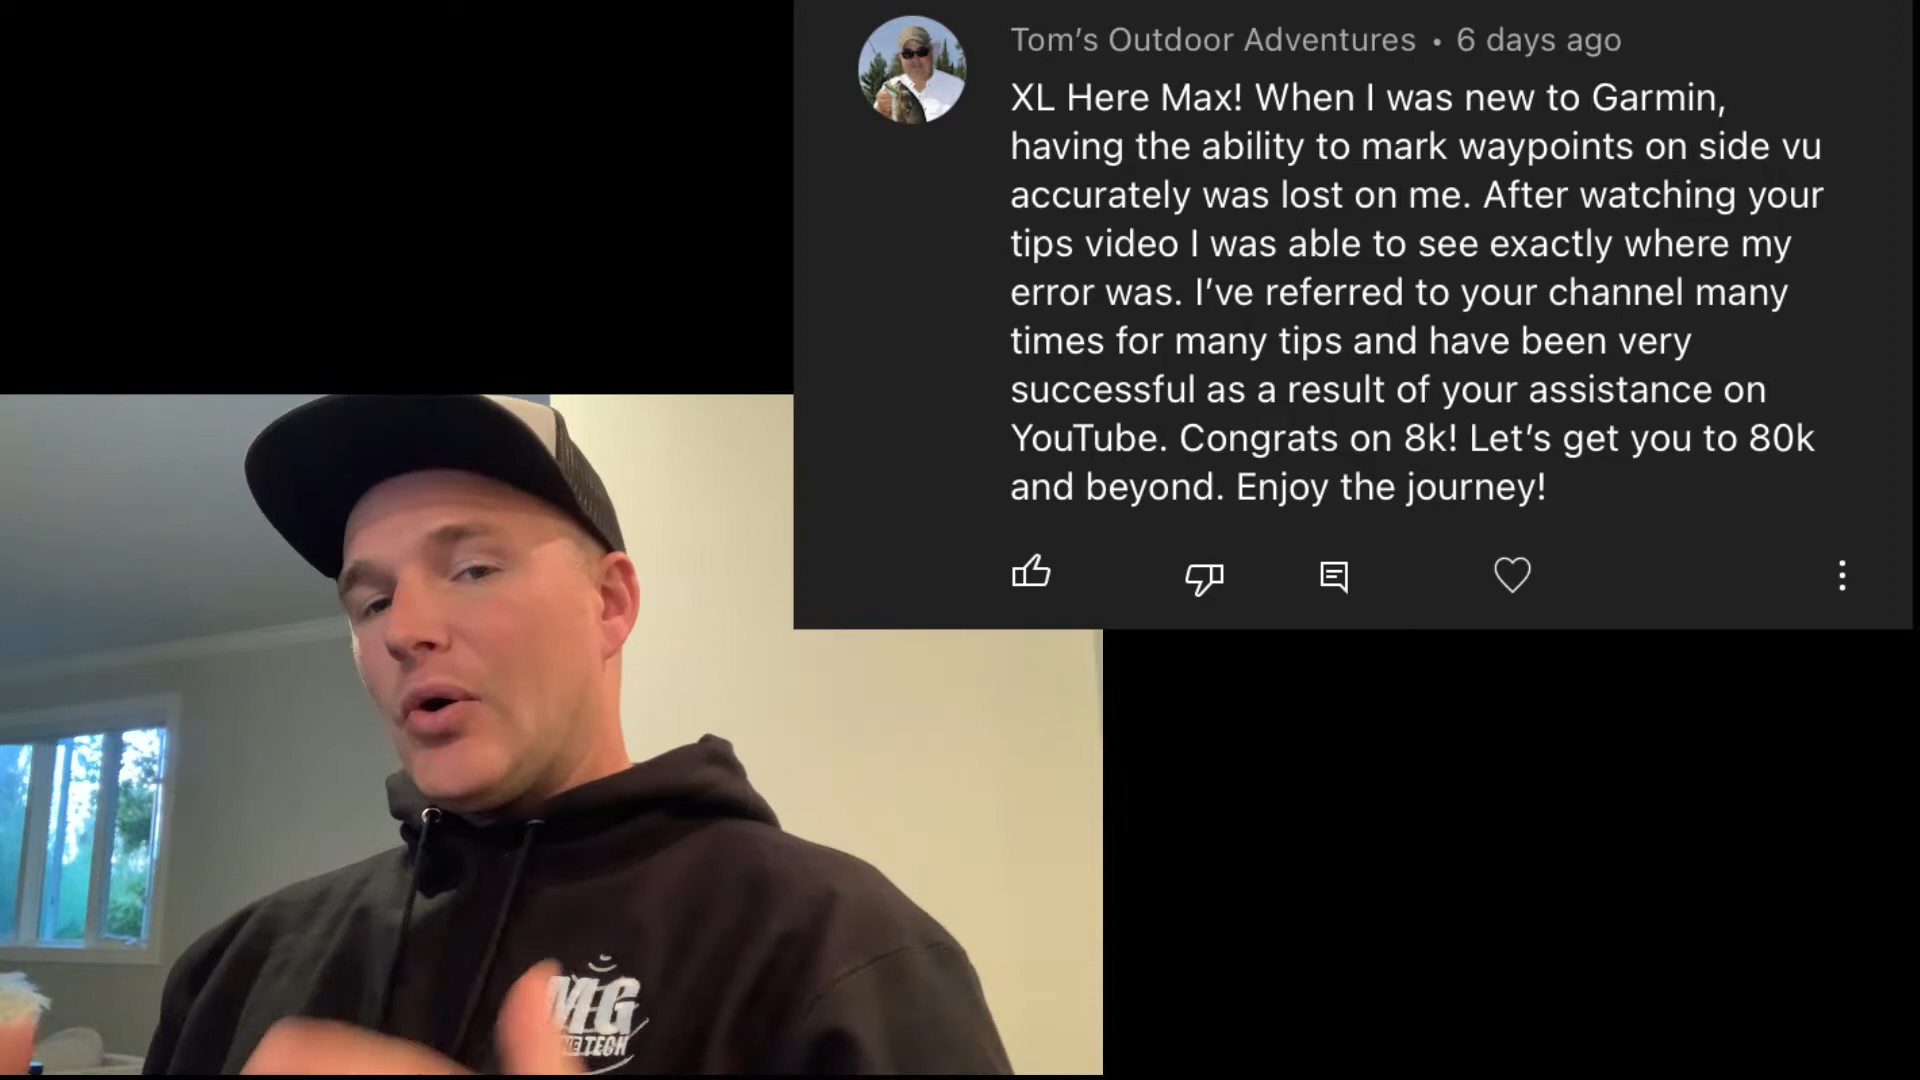 Tom’s Outdoor Adventures • 6 days ago
XL Here Max! When I was new to Garmin,
having the ability to mark waypoints on side vu
accurately was lost on me. After watching your
tips video I was able to see exactly where my
error was. I’ve referred to your channel many
times for many tips and have been very
successful as a result of your assistance on
YouTube. Congrats on 8k! Let’s get you to 80k
and beyond. Enjoy the journey!
MG
TECH